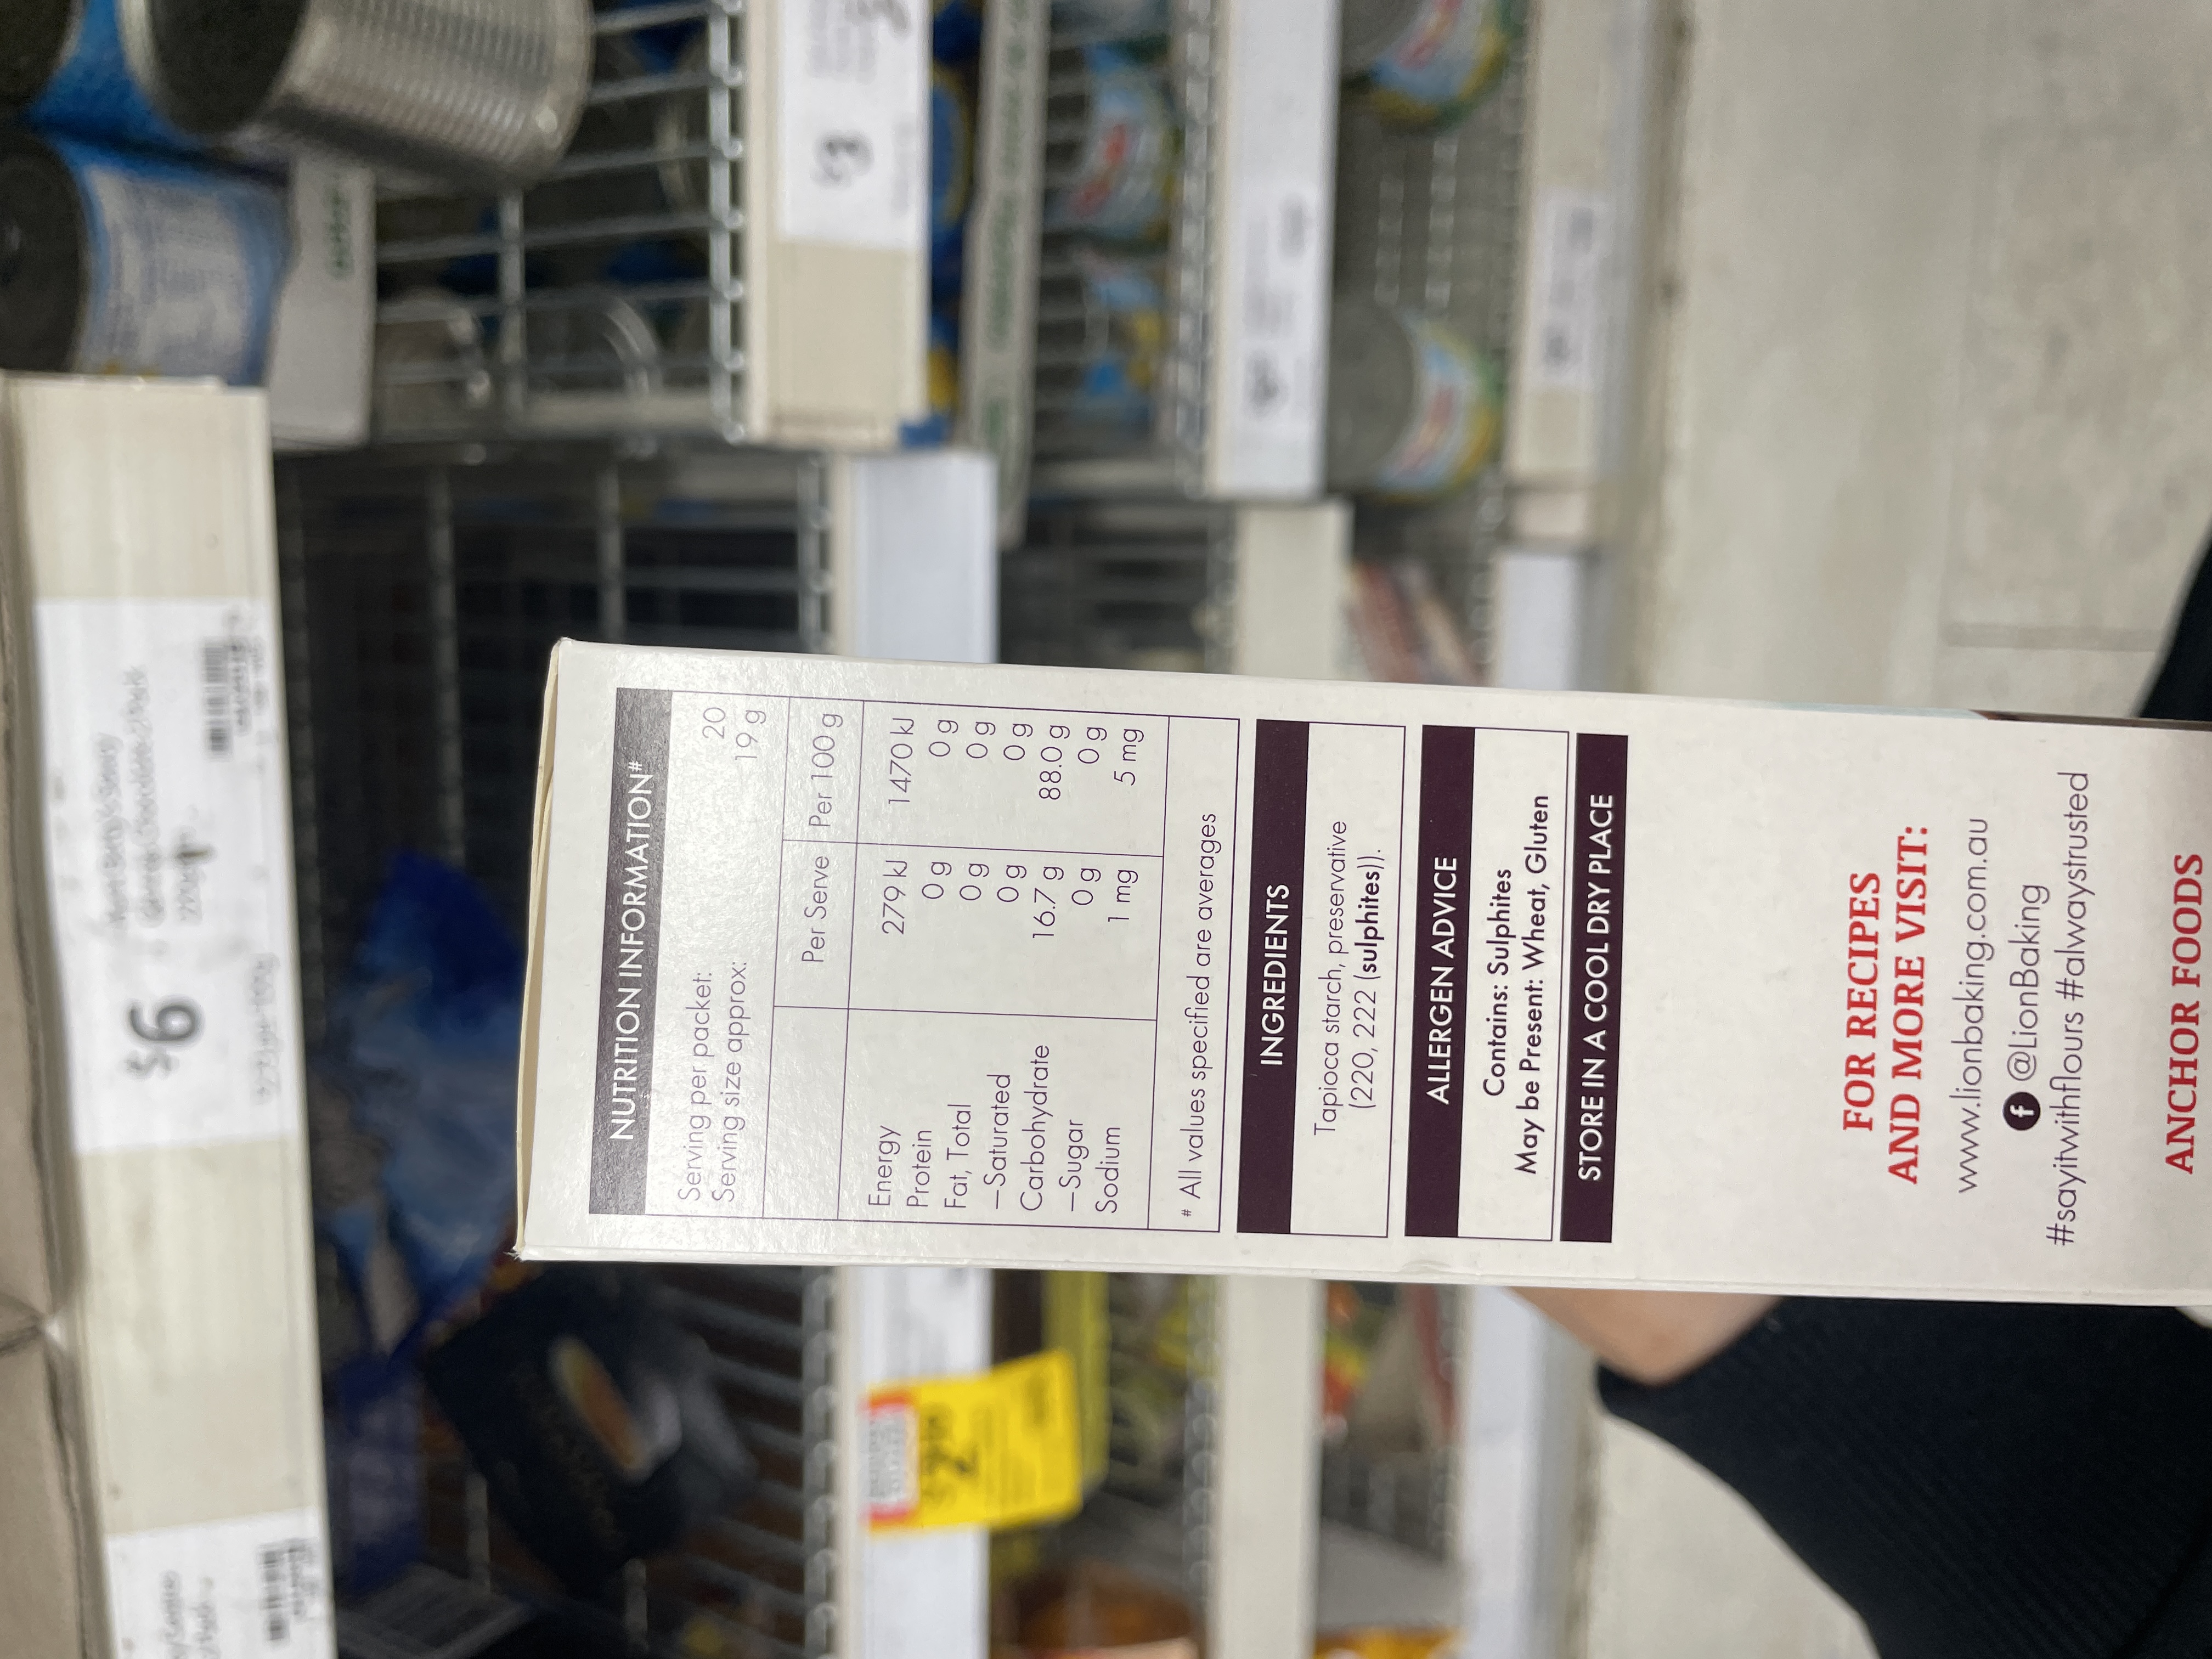 $6
NUTRITION INFORMATION#
Serving per packet: 20
Serving size approx: 19 g
Per Serve Per 100 g
Energy 279 kJ 1470 kJ
Protein 0 g 0 g
Fat, Total 0 g 0 g
–Saturated 0 g 0 g
Carbohydrate 16.7 g 88.0 g
–Sugar 0 g 0 g
Sodium 1 mg 5 mg
# All values specified are averages
INGREDIENTS
Tapioca starch, preservative
(220, 222 (sulphites)).
ALLERGEN ADVICE
Contains: Sulphites
May be Present: Wheat, Gluten
STORE IN A COOL DRY PLACE
FOR RECIPES
AND MORE VISIT:
www.lionbaking.com.au
f @LionBaking
#sayitwithflours #alwaystrusted
ANCHOR FOODS